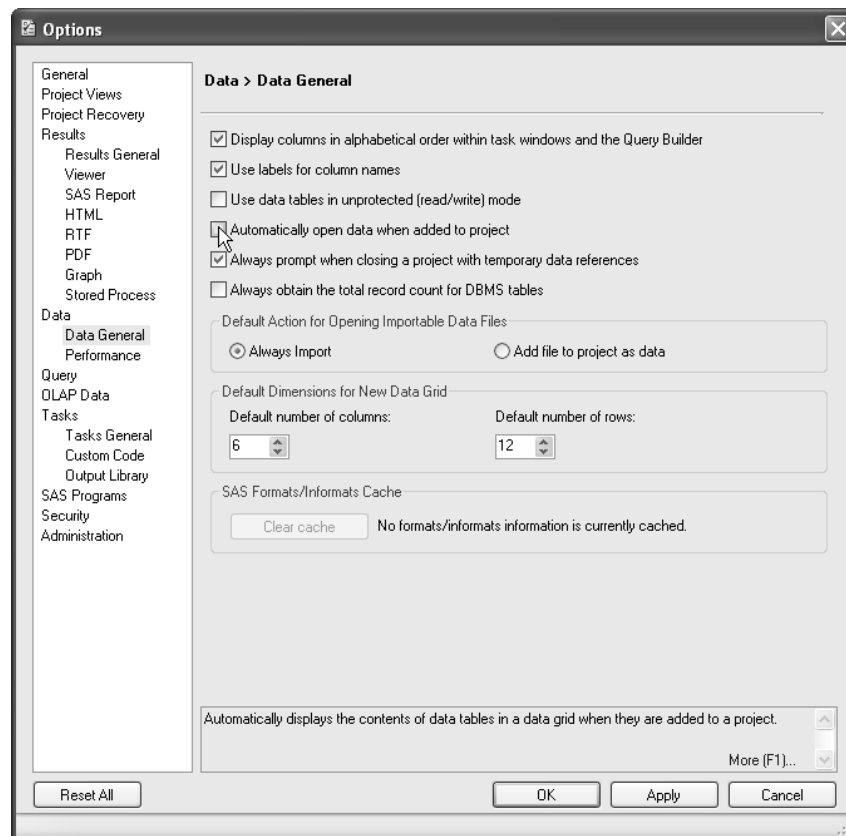 Options
General
Project Views
Project Recovery
Results
Results General
Viewer
SAS Report
HTML
RTF
PDF
Graph
Stored Process
Data
Data General
Performance
Query
OLAP Data
Tasks
Tasks General
Custom Code
Output Library
SAS Programs
Security
Administration
Data > Data General
Display columns in alphabetical order within task windows and the Query Builder
Use labels for column names
Use data tables in unprotected (read/write) mode
Automatically open data when added to project
Always prompt when closing a project with temporary data references
Always obtain the total record count for DBMS tables
Default Action for Opening Importable Data Files
Always Import Add file to project as data
Default Dimensions for New Data Grid
Default number of columns: Default number of rows:
6 12
SAS Formats/Informats Cache
Clear cache No formats/informats information is currently cached.
Automatically displays the contents of data tables in a data grid when they are added to a project.
More (F1)...
Reset All OK Apply Cancel